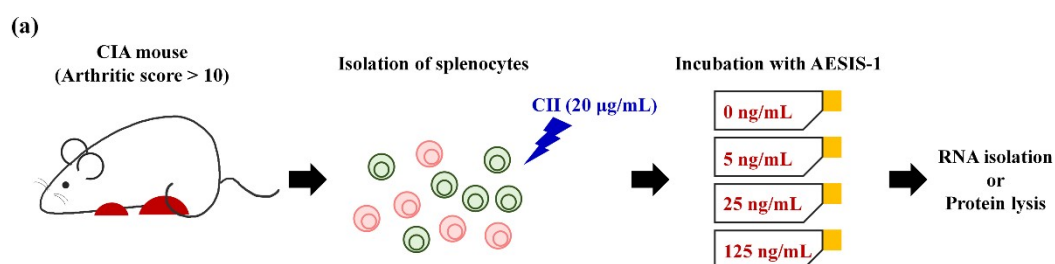 (a)
CIA mouse
(Arthritic score > 10)
Isolation of splenocytes
CII (20 μg/mL)
Incubation with AESIS-1
0 ng/mL
5 ng/mL
25 ng/mL
125 ng/mL
RNA isolation
or
Protein lysis